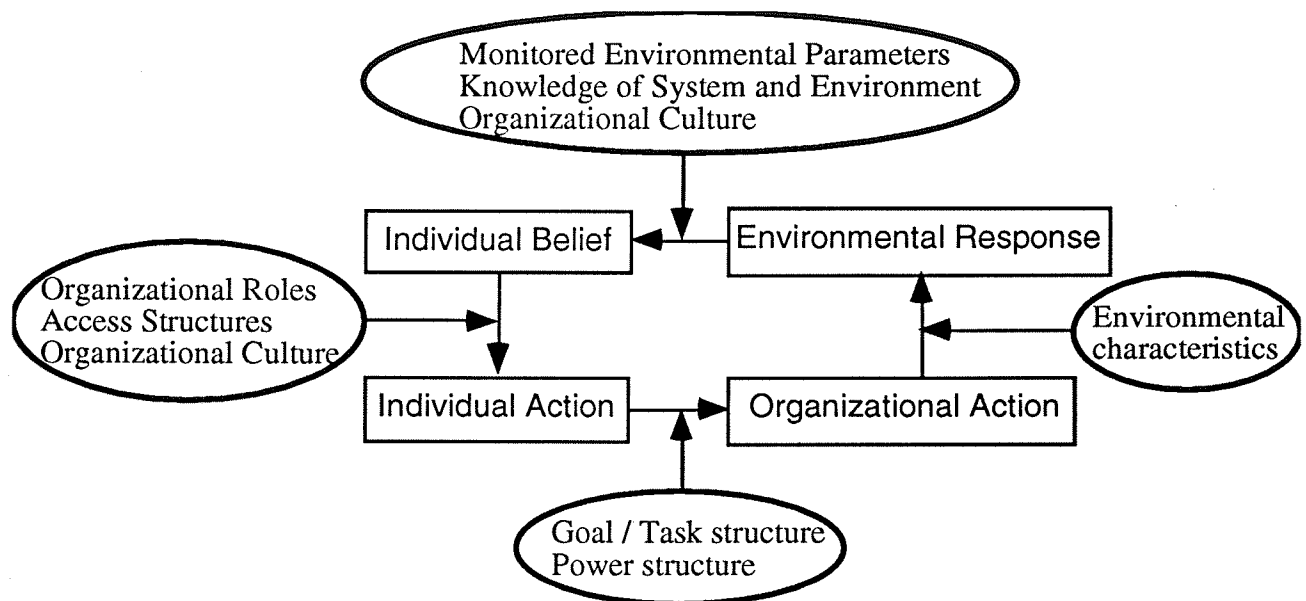 Monitored Environmental Parameters
Knowledge of System and Environment
Organizational Culture
Individual Belief
Environmental Response
Organizational Roles
Access Structures
Organizational Culture
Environmental
characteristics
Individual Action
Organizational Action
Goal / Task structure
Power structure